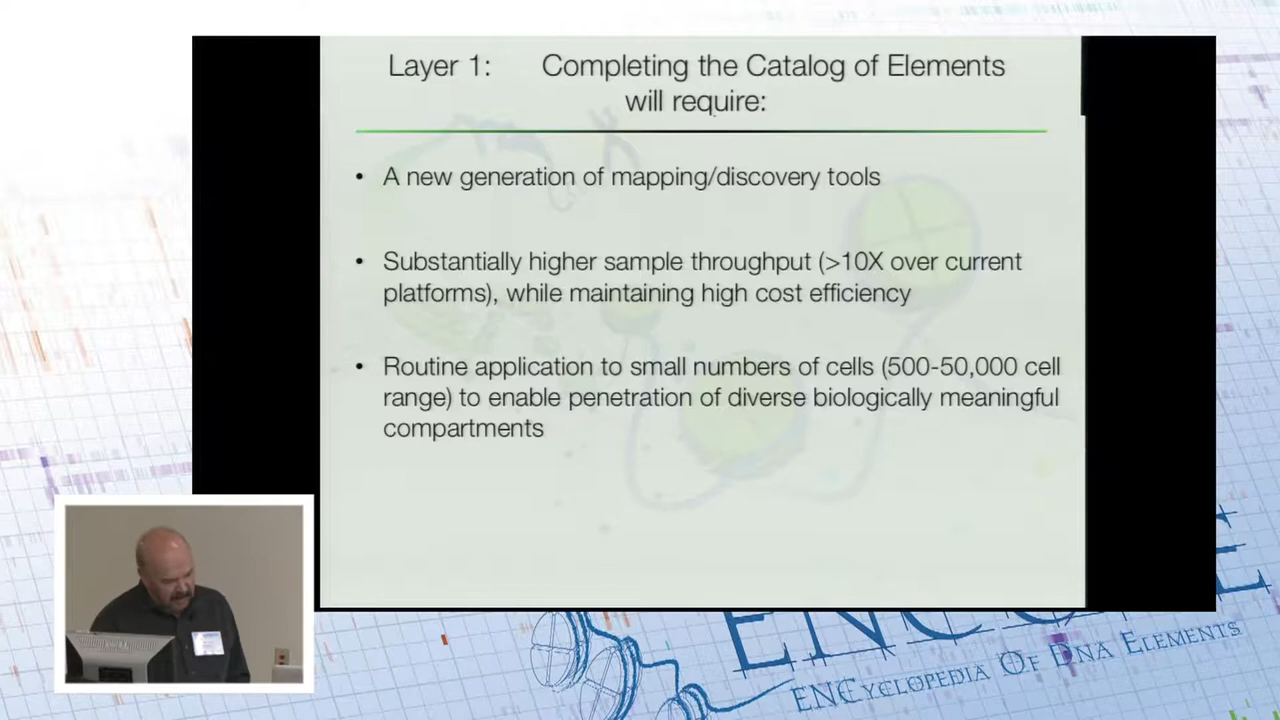 Layer 1: Completing the Catalog of Elements
will require:
• A new generation of mapping/discovery tools
• Substantially higher sample throughput (>10X over current
platforms), while maintaining high cost efficiency
• Routine application to small numbers of cells (500-50,000 cell
range) to enable penetration of diverse biologically meaningful
compartments
ENCyclopedia Of Dna Elements